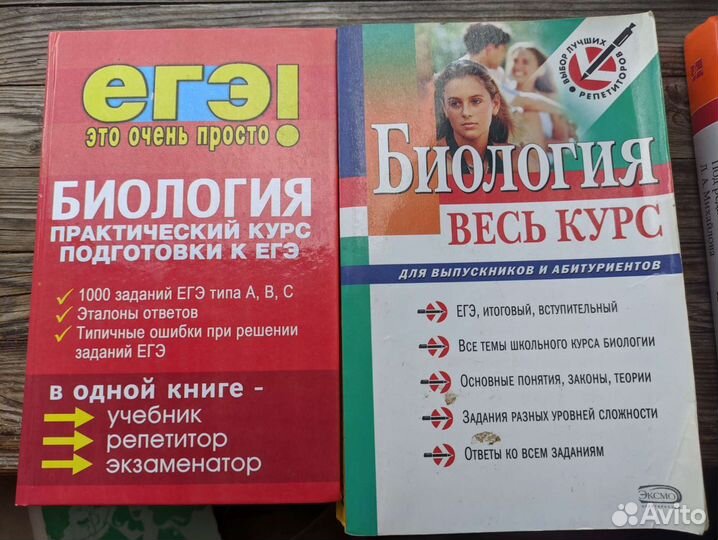 егэ!
это очень просто
БИОЛОГИЯ
ПРАКТИЧЕСКИЙ КУРС
ПОДГОТОВКИ К ЕГЭ
1000 заданий ЕГЭ типа А, В, С
Эталоны ответов
Типичные ошибки при решении
заданий ЕГЭ
в одной книге -
учебник
репетитор
экзаменатор
ВЫБОР ЛУЧШИХ
РЕПЕТИТОРОВ
Биология
ВЕСЬ КУРС
ДЛЯ ВЫПУСКНИКОВ И АБИТУРИЕНТОВ
ЕГЭ, ИТОГОВЫЙ, ВСТУПИТЕЛЬНЫЙ
ВСЕ ТЕМЫ ШКОЛЬНОГО КУРСА БИОЛОГИИ
ОСНОВНЫЕ ПОНЯТИЯ, ЗАКОНЫ, ТЕОРИИ
ЗАДАНИЯ РАЗНЫХ УРОВНЕЙ СЛОЖНОСТИ
ОТВЕТЫ КО ВСЕМ ЗАДАНИЯМ
ЭКСМО
Л. А. Михайлова
Avito